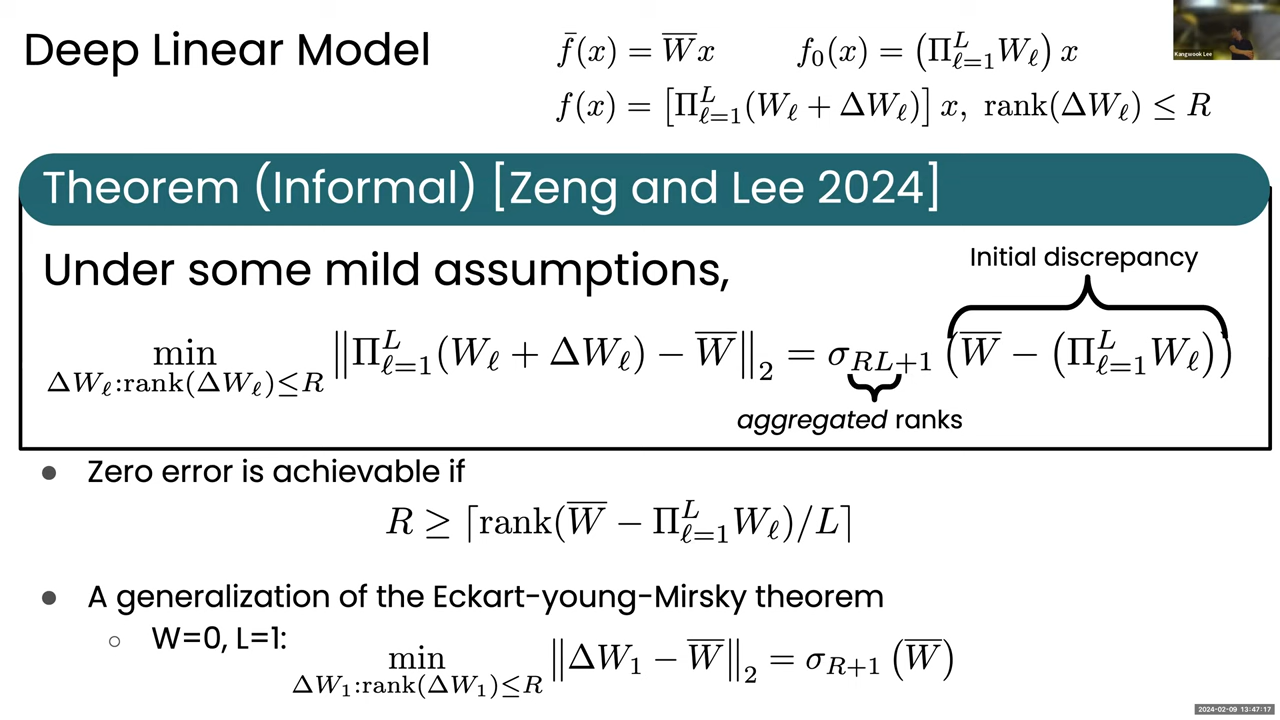 Deep Linear Model
f̄(x) = W̅x f₀(x) = (Π_{ℓ=1}^{L} W_ℓ) x
f(x) = [Π_{ℓ=1}^{L}(W_ℓ + ΔW_ℓ)] x, rank(ΔW_ℓ) ≤ R
Kangwook Lee
Theorem (Informal) [Zeng and Lee 2024]
Under some mild assumptions,
Initial discrepancy
min_{ΔW_ℓ:rank(ΔW_ℓ)≤R} ‖Π_{ℓ=1}^{L}(W_ℓ + ΔW_ℓ) − W̅‖₂ = σ_{RL+1} (W̅ − (Π_{ℓ=1}^{L} W_ℓ))
aggregated ranks
● Zero error is achievable if
R ≥ ⌈rank(W̅ − Π_{ℓ=1}^{L} W_ℓ)/L⌉
● A generalization of the Eckart-young-Mirsky theorem
○ W=0, L=1:
min_{ΔW₁:rank(ΔW₁)≤R} ‖ΔW₁ − W̅‖₂ = σ_{R+1} (W̅)
2024-02-09 13:47:17